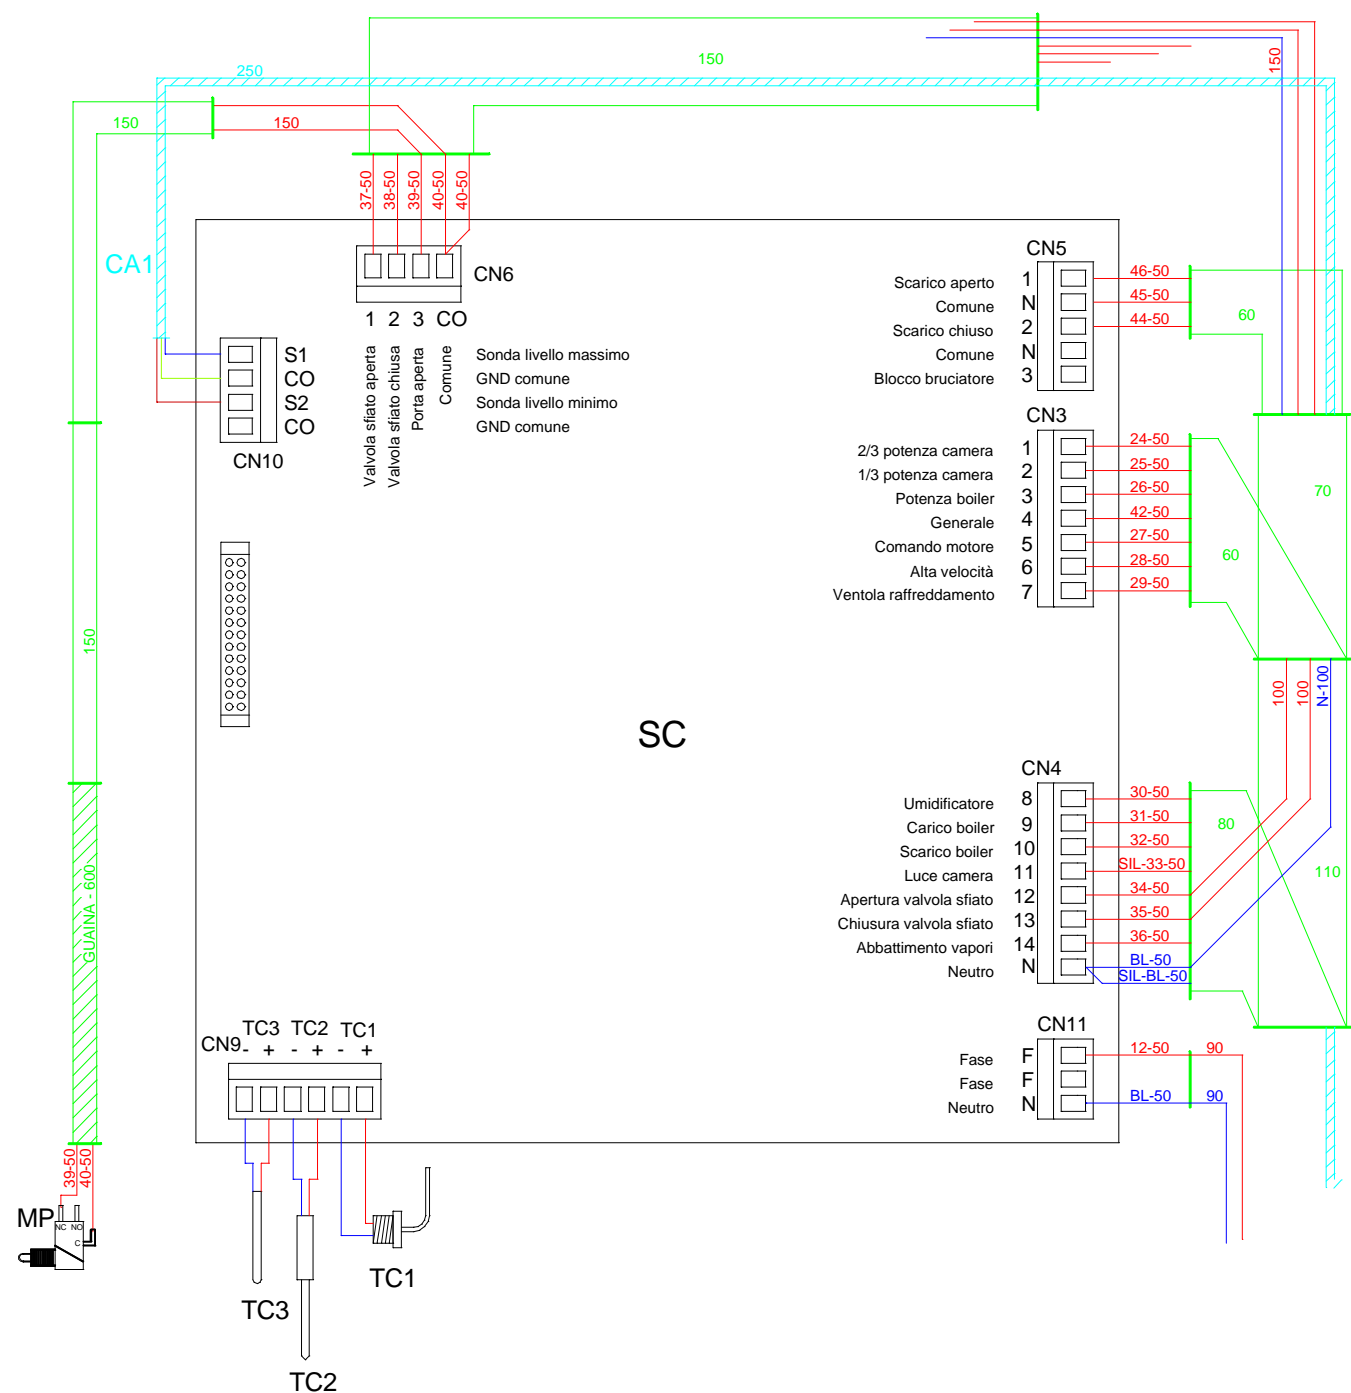 150
250
150
150
150
37-50
38-50
39-50
40-50
40-50
CA1
CN6
1 2 3 CO
Valvola sfiato aperta
Valvola sfiato chiusa
Porta aperta
Comune
S1 Sonda livello massimo
CO GND comune
S2 Sonda livello minimo
CO GND comune
CN10
CN5
Scarico aperto 1 46-50
Comune N 45-50
Scarico chiuso 2 44-50
Comune N
Blocco bruciatore 3
60
CN3
2/3 potenza camera 1 24-50
1/3 potenza camera 2 25-50
Potenza boiler 3 26-50
Generale 4 42-50
Comando motore 5 27-50
Alta velocità 6 28-50
Ventola raffreddamento 7 29-50
70
60
150
100
100
N-100
SC
CN4
Umidificatore 8 30-50
Carico boiler 9 31-50
Scarico boiler 10 32-50
Luce camera 11 SIL-33-50
Apertura valvola sfiato 12 34-50
Chiusura valvola sfiato 13 35-50
Abbattimento vapori 14 36-50
Neutro N BL-50
SIL-BL-50
80
110
GUAINA - 600
CN11
Fase F 12-50 90
Fase F
Neutro N BL-50 90
CN9
TC3 TC2 TC1
- + - + - +
39-50
40-50
MP
NC NO
C
TC1
TC3
TC2